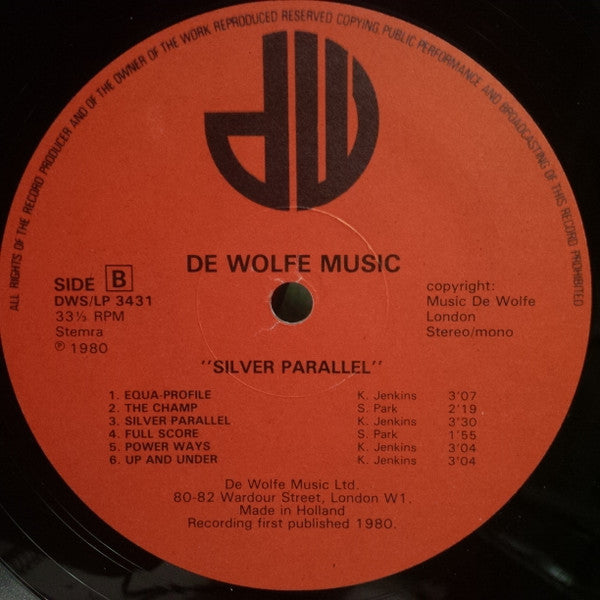 ALL RIGHTS OF THE RECORD PRODUCER AND OF THE OWNER OF THE WORK REPRODUCED RESERVED COPYING, PUBLIC PERFORMANCE AND BROADCASTING OF THIS RECORD PROHIBITED
dW
DE WOLFE MUSIC
SIDE B
DWS/LP 3431
33⅓ RPM
Stemra
℗ 1980
copyright:
Music De Wolfe
London
Stereo/mono
"SILVER PARALLEL"
1. EQUA-PROFILE K. Jenkins 3'07
2. THE CHAMP S. Park 2'19
3. SILVER PARALLEL K. Jenkins 3'30
4. FULL SCORE S. Park 1'55
5. POWER WAYS K. Jenkins 3'04
6. UP AND UNDER K. Jenkins 3'04
De Wolfe Music Ltd.
80-82 Wardour Street, London W1.
Made in Holland
Recording first published 1980.